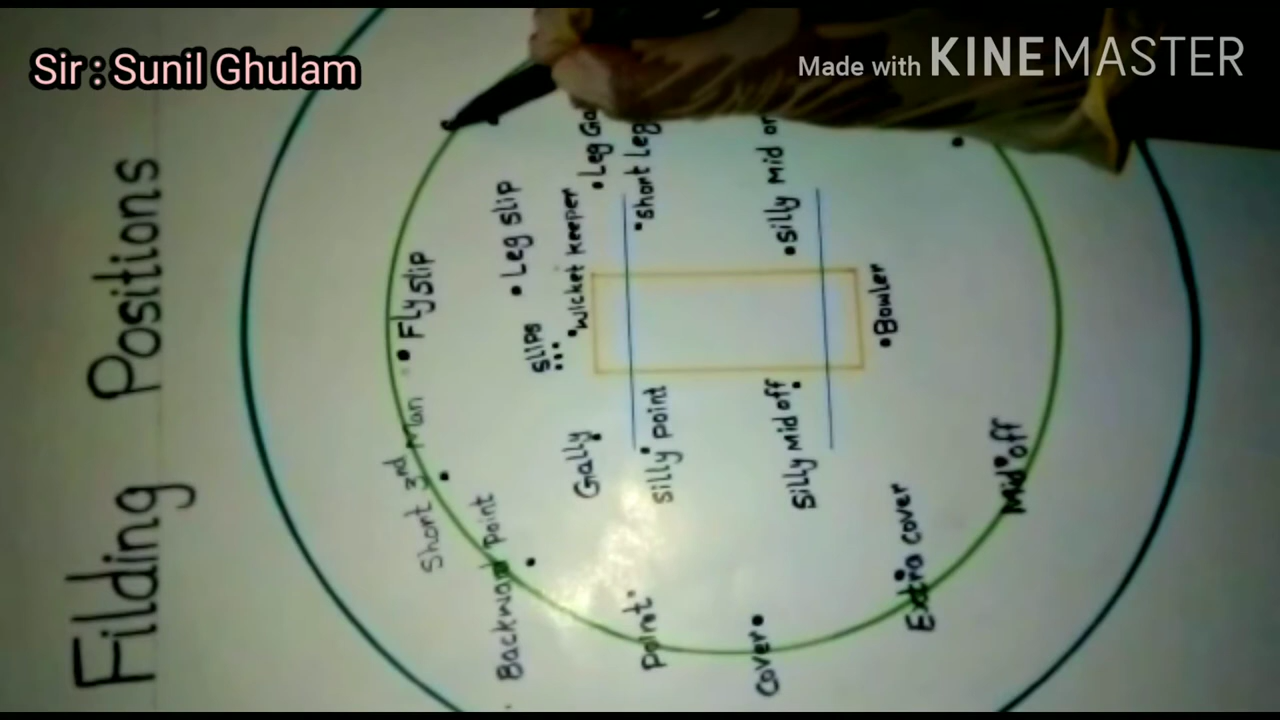 Sir : Sunil Ghulam
Made with KINEMASTER
Filding Positions
Fly slip
Short 3rd Man
Backward Point
Leg slip
slips
Wicket keeper
Gally
Leg Ga
short Leg
silly point
Point
silly Mid on
silly Mid off
Cover
Bowler
Extra cover
Mid off